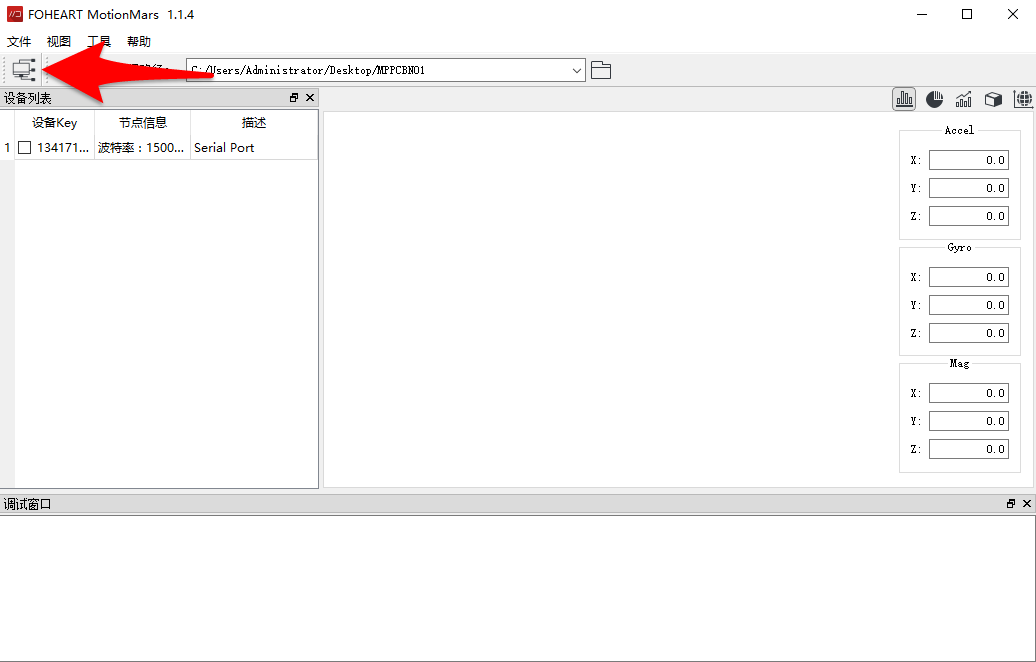 FOHEART MotionMars 1.1.4
文件 视图 工具 帮助
C:/Users/Administrator/Desktop/MPPCBNO1
设备列表
设备Key 节点信息 描述
1 134171... 波特率：1500... Serial Port
Accel
X: 0.0
Y: 0.0
Z: 0.0
Gyro
X: 0.0
Y: 0.0
Z: 0.0
Mag
X: 0.0
Y: 0.0
Z: 0.0
调试窗口